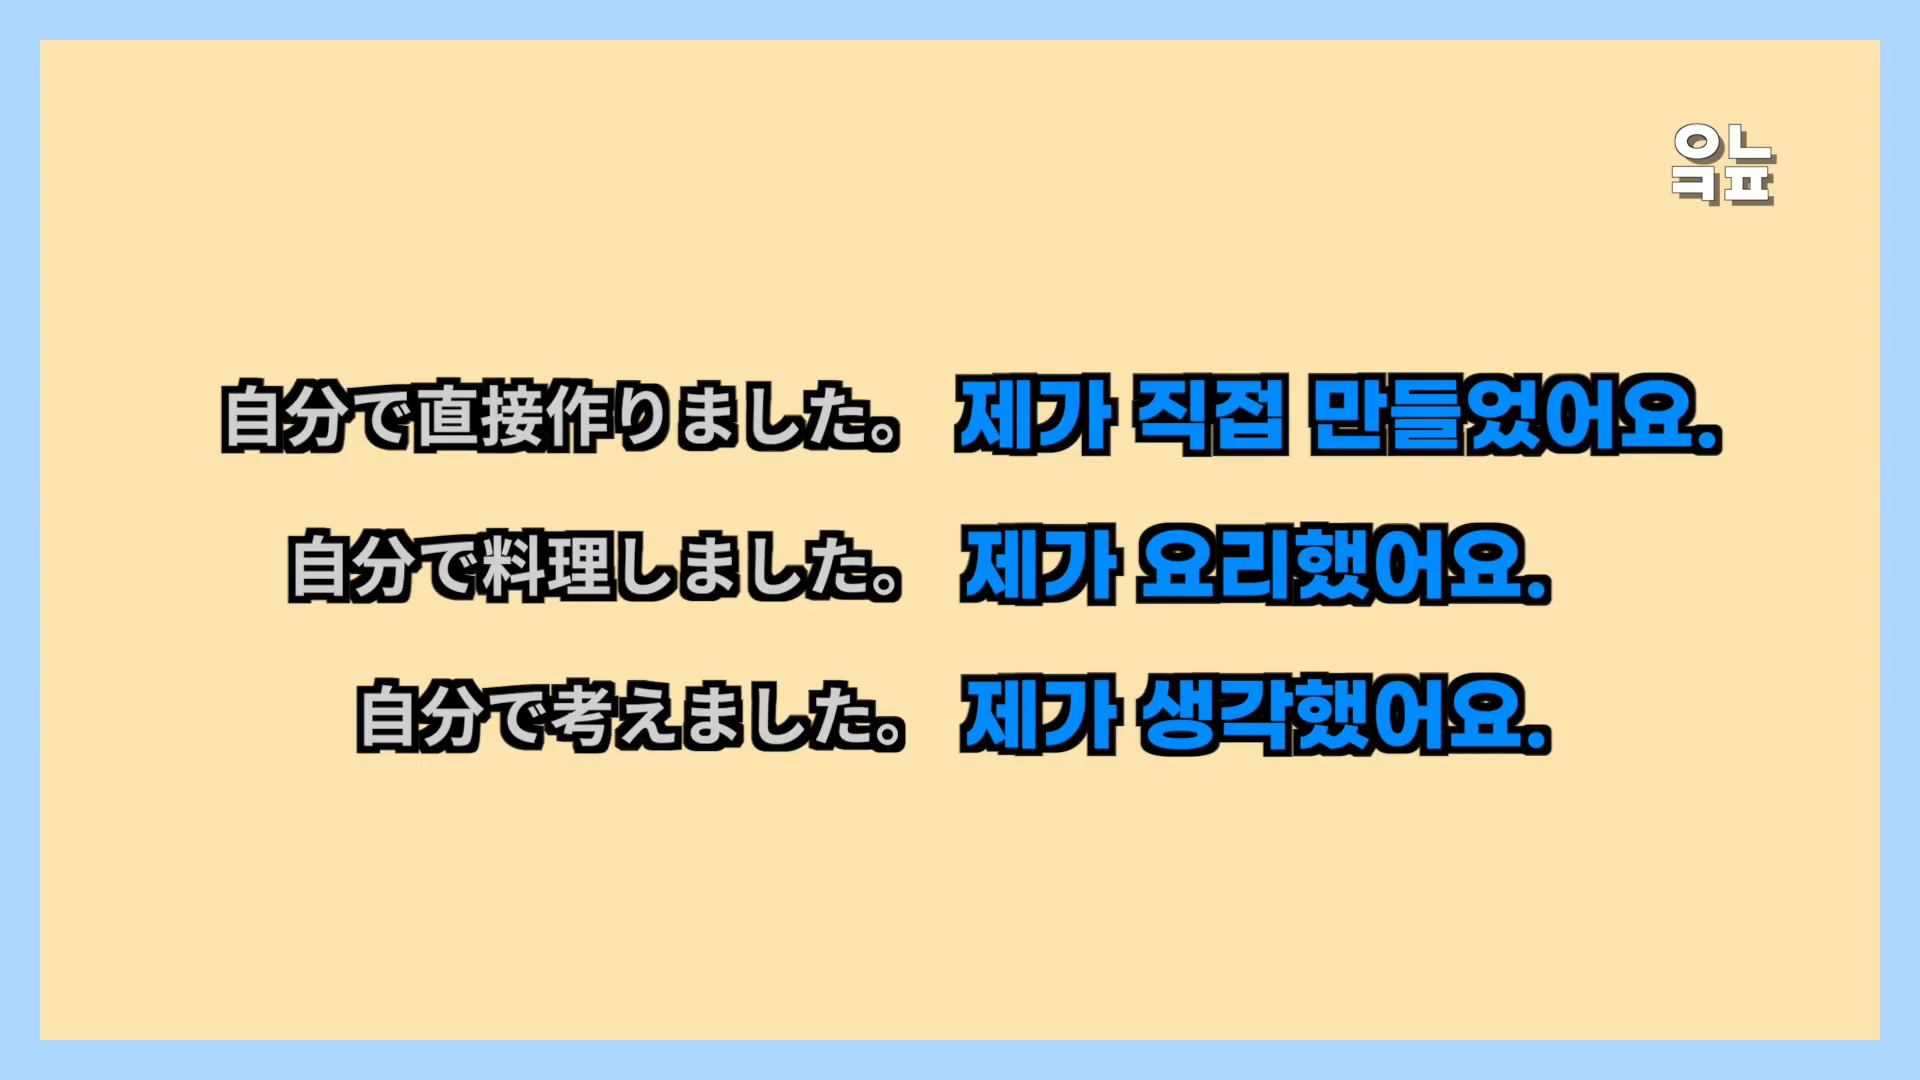 自分で直接作りました。 제가 직접 만들었어요.
自分で料理しました。 제가 요리했어요.
自分で考えました。 제가 생각했어요.